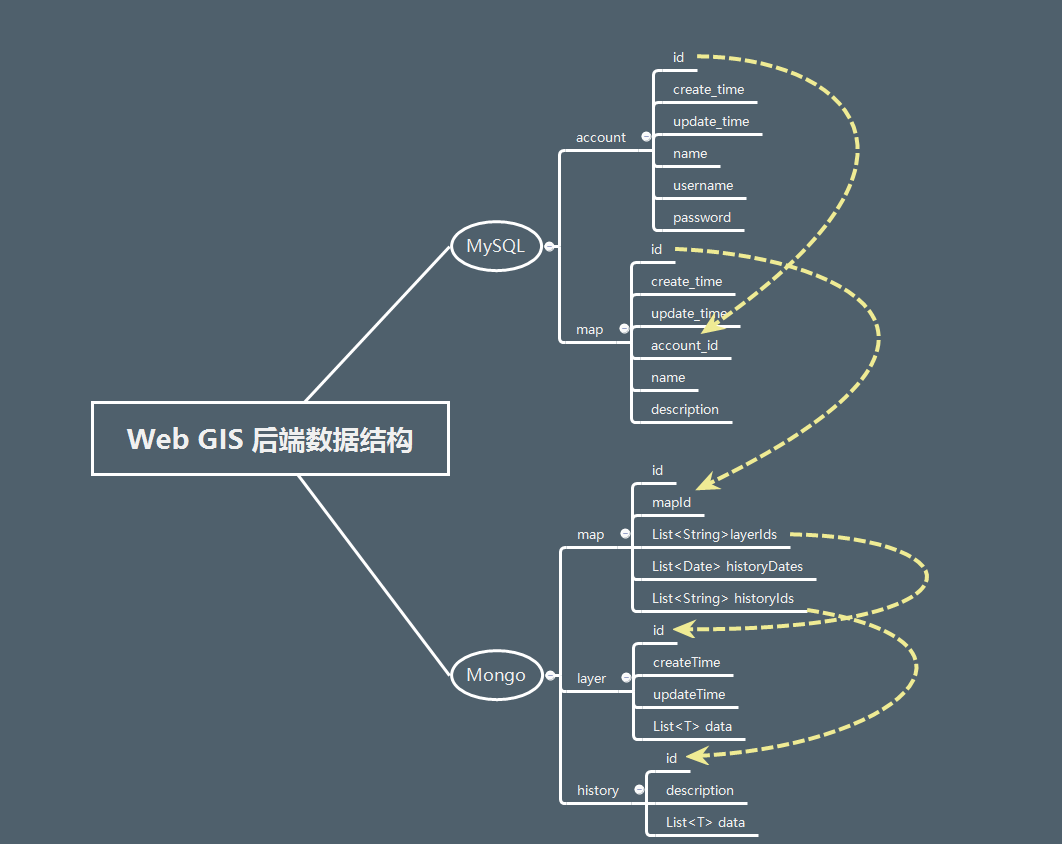 Web GIS 后端数据结构
MySQL
account
id
create_time
update_time
name
username
password
map
id
create_time
update_time
account_id
name
description
Mongo
map
id
mapId
List<String>layerIds
List<Date> historyDates
List<String> historyIds
layer
id
createTime
updateTime
List<T> data
history
id
description
List<T> data